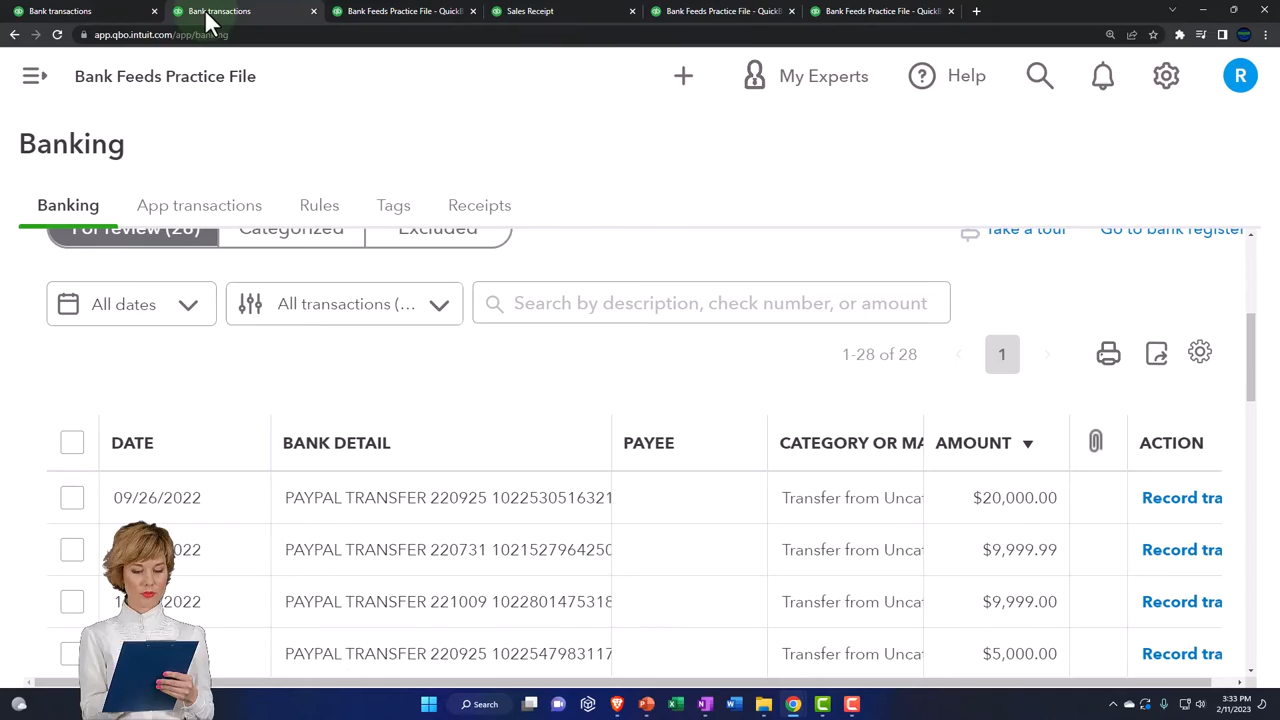 Bank transactions × Bank transactions × Bank Feeds Practice File – QuickB × Sales Receipt × Bank Feeds Practice File – QuickB × Bank Feeds Practice File – QuickB × +
app.qbo.intuit.com/app/banking
Bank Feeds Practice File + My Experts Help R
Banking
Banking App transactions Rules Tags Receipts
For review (28) Categorized Excluded Take a tour Go to bank register
All dates All transactions (... Search by description, check number, or amount
1-28 of 28 < 1 >
DATE BANK DETAIL PAYEE CATEGORY OR MA AMOUNT ACTION
09/26/2022 PAYPAL TRANSFER 220925 1022530516321 Transfer from Unca $20,000.00 Record tra
022 PAYPAL TRANSFER 220731 1021527964250 Transfer from Unca $9,999.99 Record tra
1 2022 PAYPAL TRANSFER 221009 1022801475318 Transfer from Unca $9,999.00 Record tra
PAYPAL TRANSFER 220925 1022547983117 Transfer from Unca $5,000.00 Record tra
Search 3:33 PM
2/11/2023